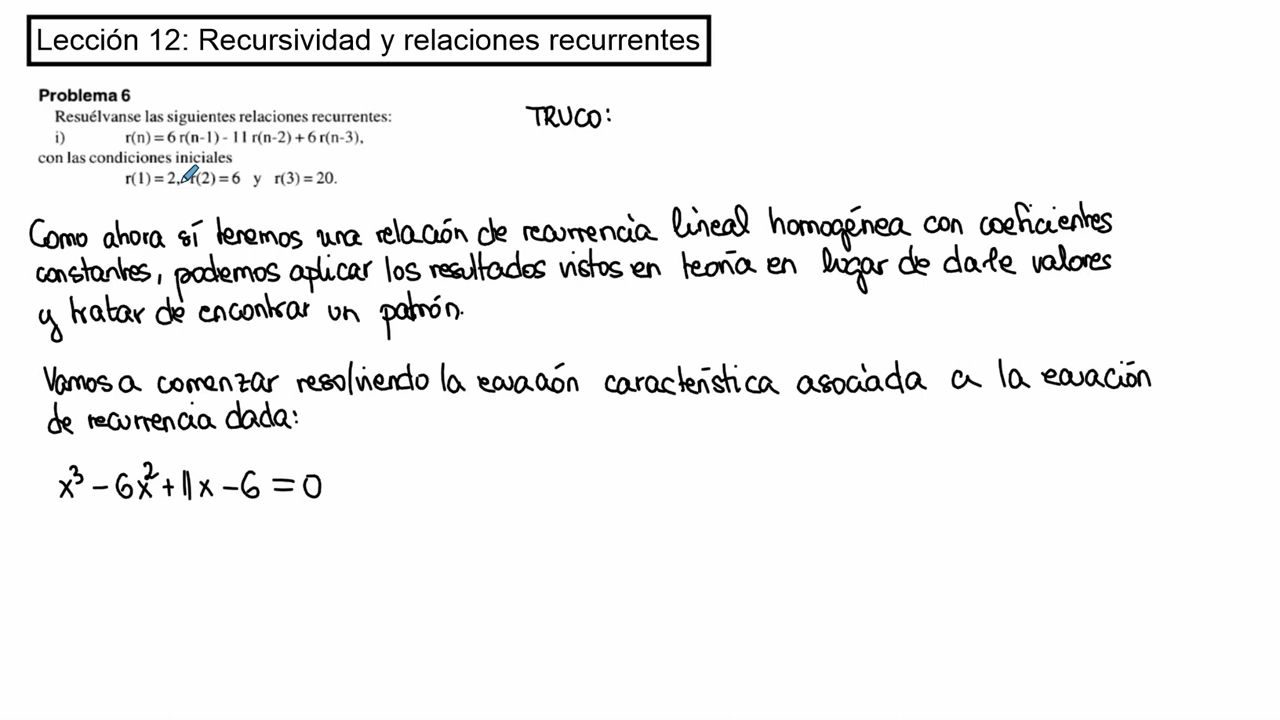 Lección 12: Recursividad y relaciones recurrentes
Problema 6
Resuélvanse las siguientes relaciones recurrentes:
i) r(n) = 6 r(n-1) - 11 r(n-2) + 6 r(n-3),
con las condiciones iniciales
r(1) = 2, r(2) = 6 y r(3) = 20.
TRUCO:
Como ahora sí tenemos una relación de recurrencia lineal homogénea con coeficientes
constantes, podemos aplicar los resultados vistos en teoría en lugar de darle valores
y tratar de encontrar un patrón.
Vamos a comenzar resolviendo la ecuación característica asociada a la ecuación
de recurrencia dada:
x³ - 6x² + 11x - 6 = 0